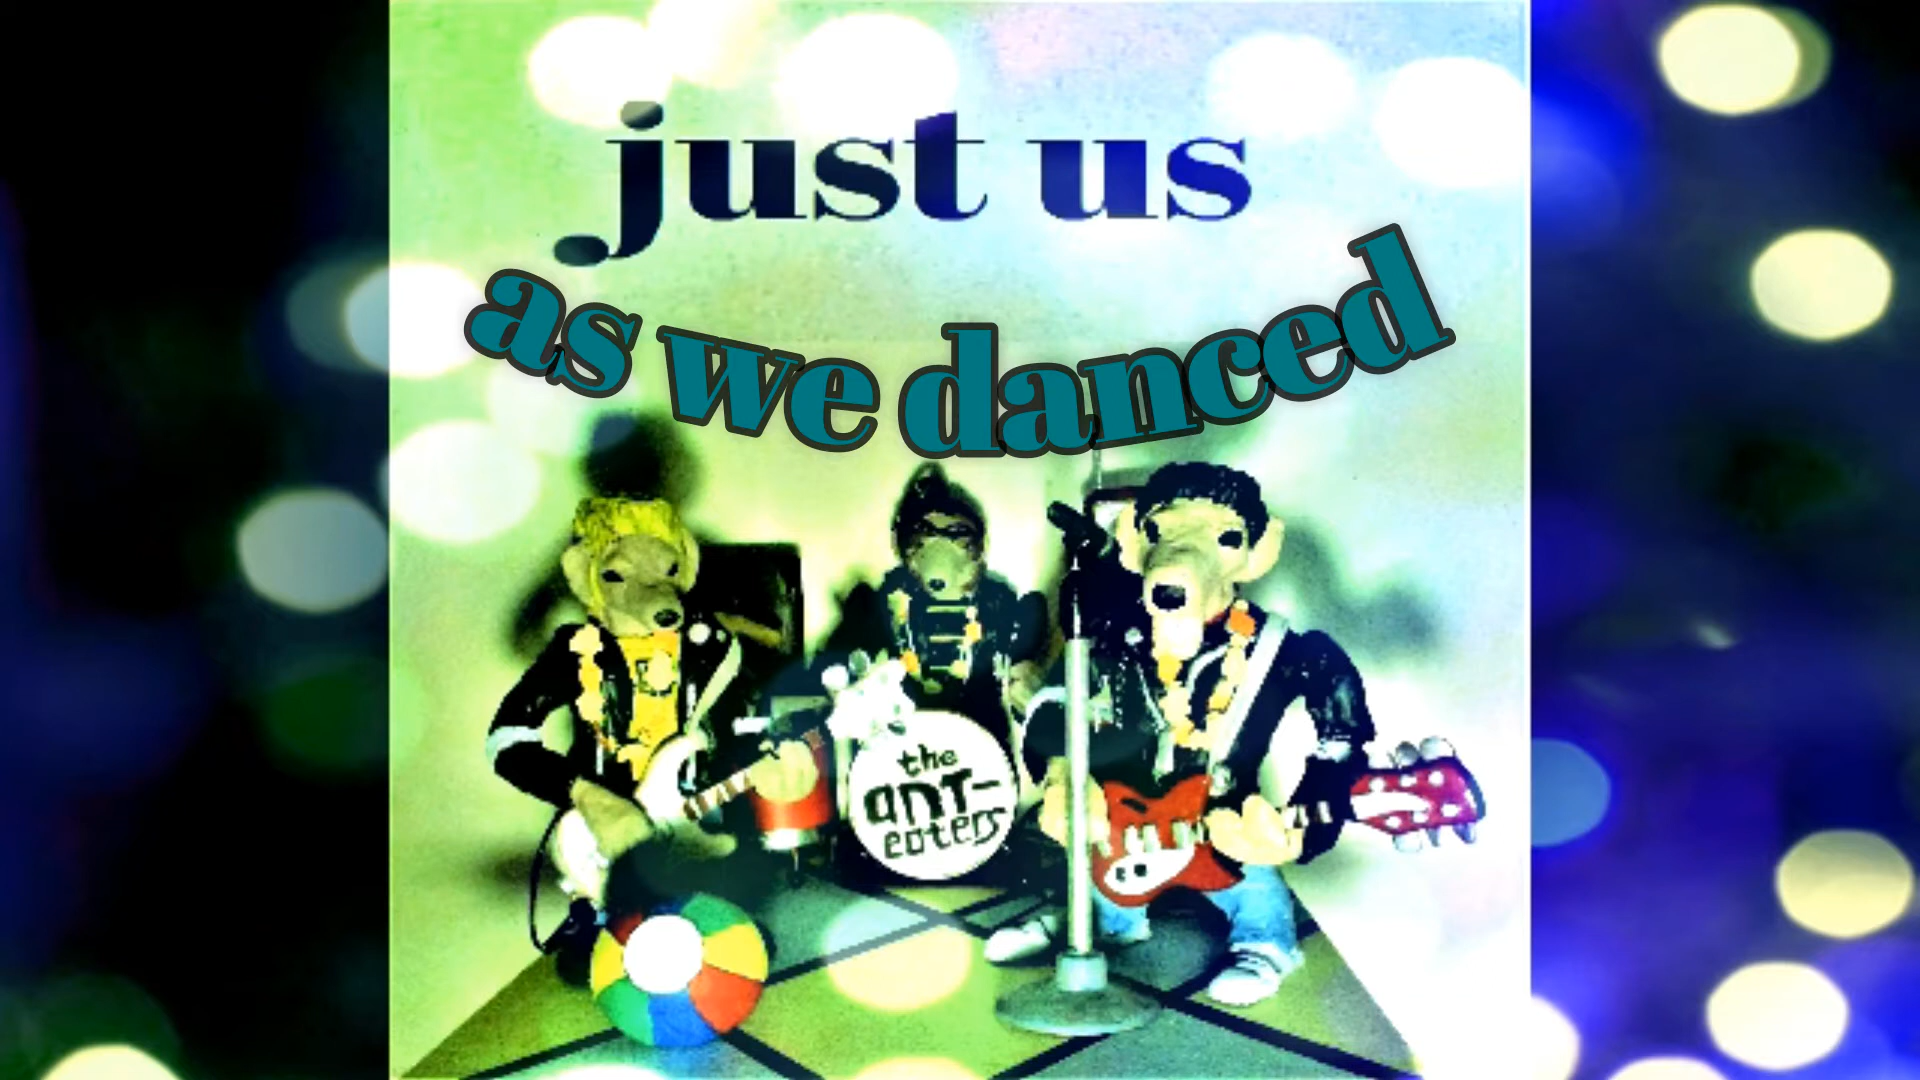 just us
as we danced
the
ant-
eaters